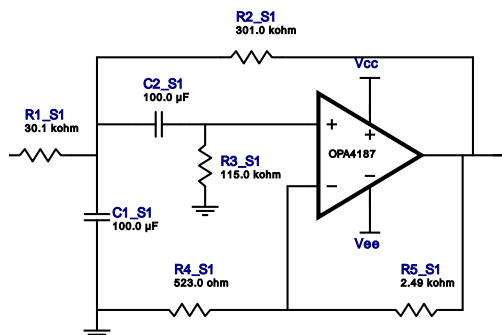 R2_S1
301.0 kohm
Vcc
C2_S1
100.0 µF
R1_S1
30.1 kohm
+
+
OPA4187
R3_S1
115.0 kohm
−
−
C1_S1
100.0 µF
Vee
R4_S1
523.0 ohm
R5_S1
2.49 kohm